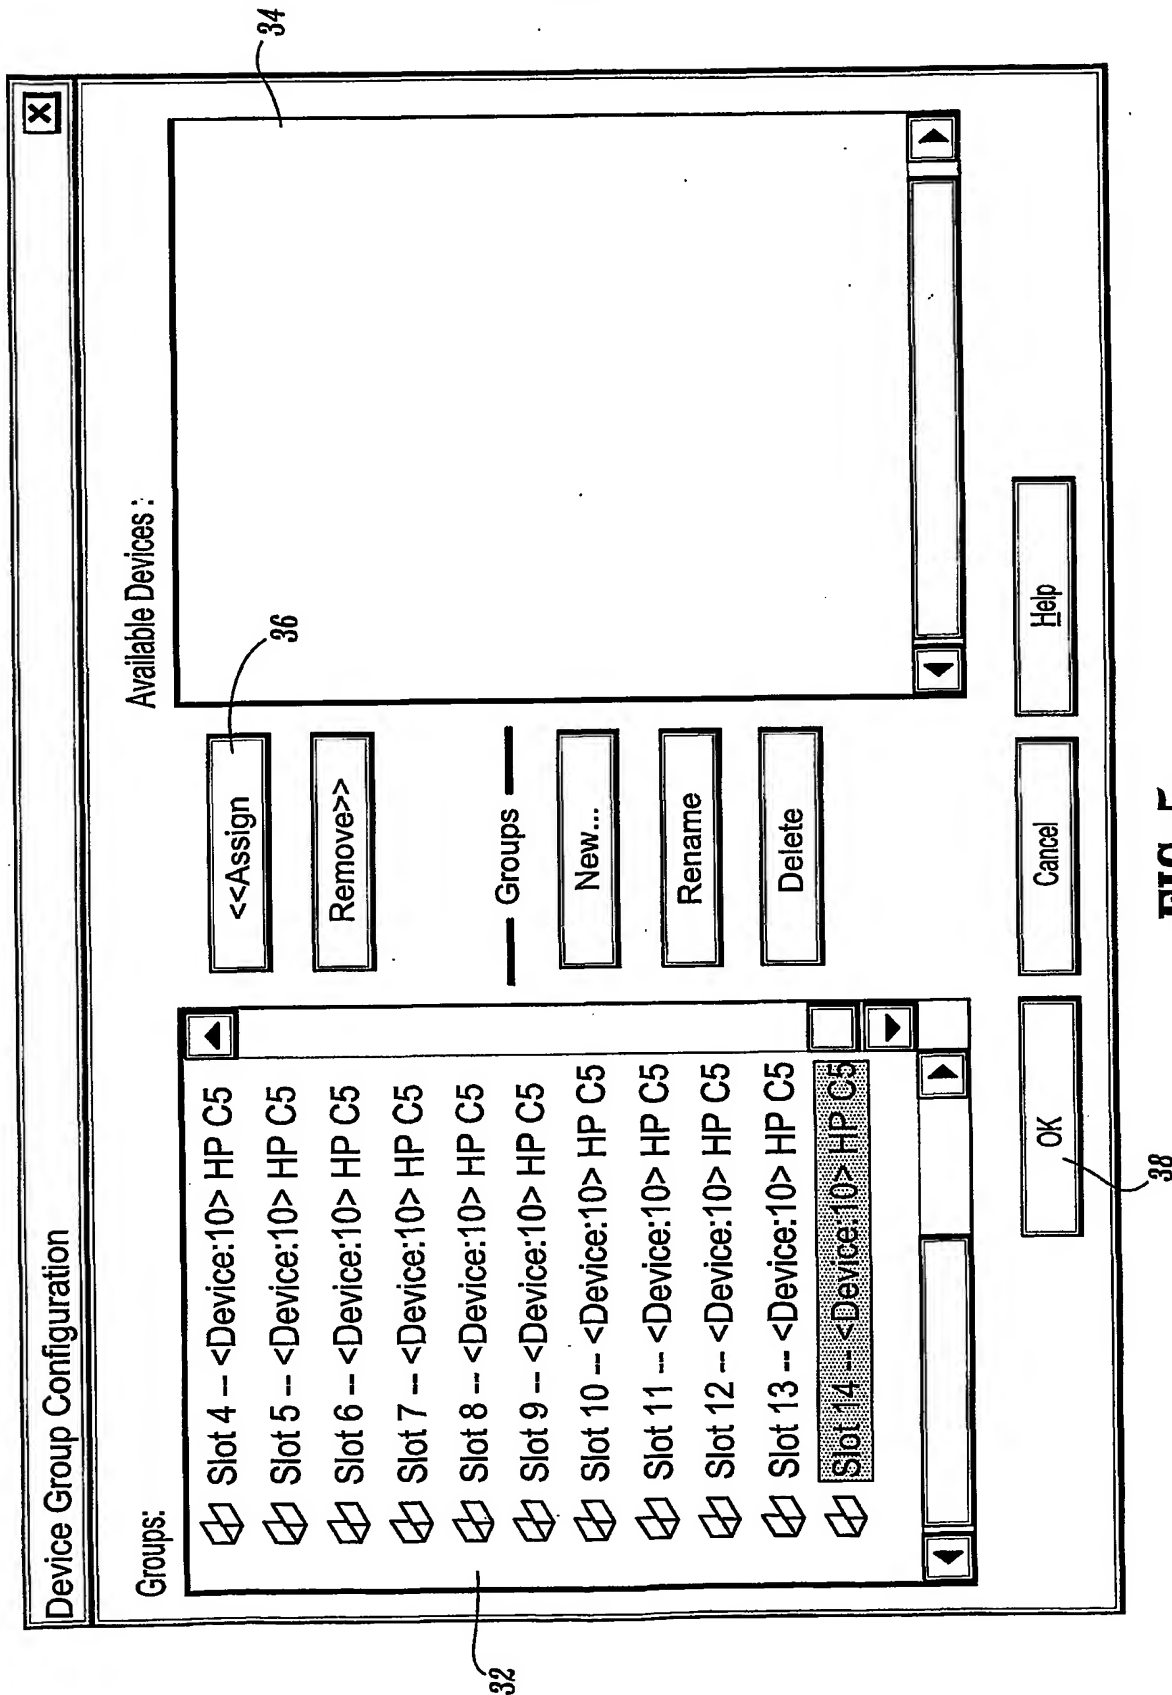 Device Group Configuration
X
Groups:
Slot 4 -- <Device:10> HP C5
Slot 5 -- <Device:10> HP C5
Slot 6 -- <Device:10> HP C5
Slot 7 -- <Device:10> HP C5
Slot 8 -- <Device:10> HP C5
Slot 9 -- <Device:10> HP C5
Slot 10 -- <Device:10> HP C5
Slot 11 -- <Device:10> HP C5
Slot 12 -- <Device:10> HP C5
Slot 13 -- <Device:10> HP C5
Slot 14 -- <Device:10> HP C5
32
<<Assign
36
Remove>>
Groups
New...
Rename
Delete
Available Devices :
34
OK
38
Cancel
Help